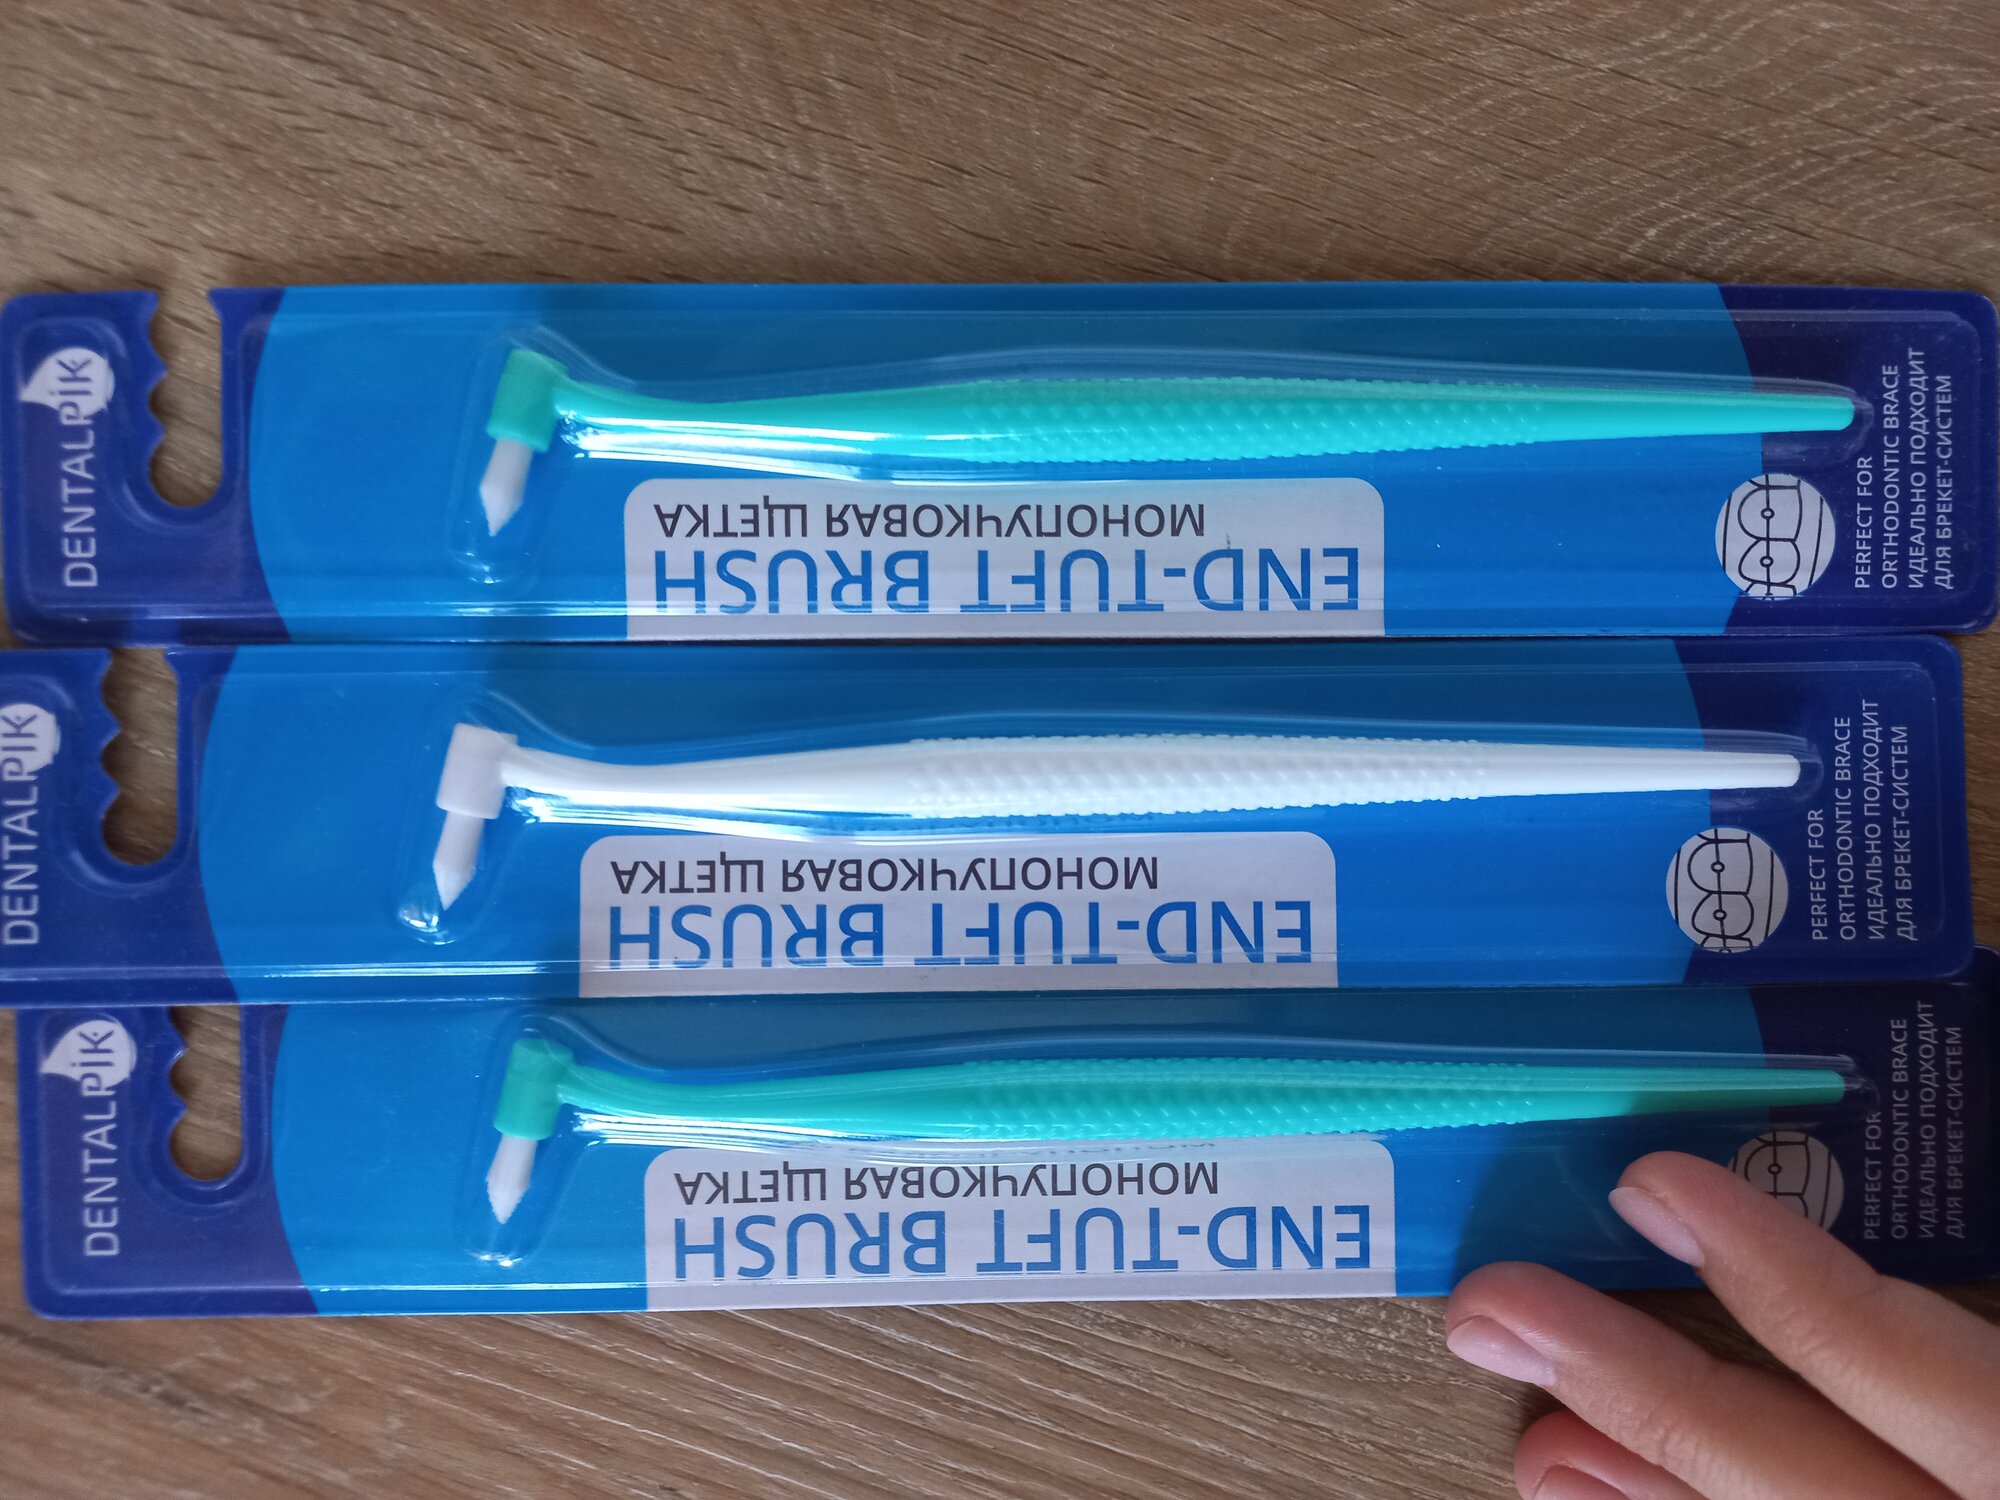 DENTALPIK
END-TUFT BRUSH
МОНОПУЧКОВАЯ ЩЕТКА
PERFECT FOR
ORTHODONTIC BRACE
ИДЕАЛЬНО ПОДХОДИТ
ДЛЯ БРЕКЕТ-СИСТЕМ
DENTALPIK
END-TUFT BRUSH
МОНОПУЧКОВАЯ ЩЕТКА
PERFECT FOR
ORTHODONTIC BRACE
ИДЕАЛЬНО ПОДХОДИТ
ДЛЯ БРЕКЕТ-СИСТЕМ
DENTALPIK
END-TUFT BRUSH
МОНОПУЧКОВАЯ ЩЕТКА
PERFECT FOR
ORTHODONTIC BRACE
ИДЕАЛЬНО ПОДХОДИТ
ДЛЯ БРЕКЕТ-СИСТЕМ